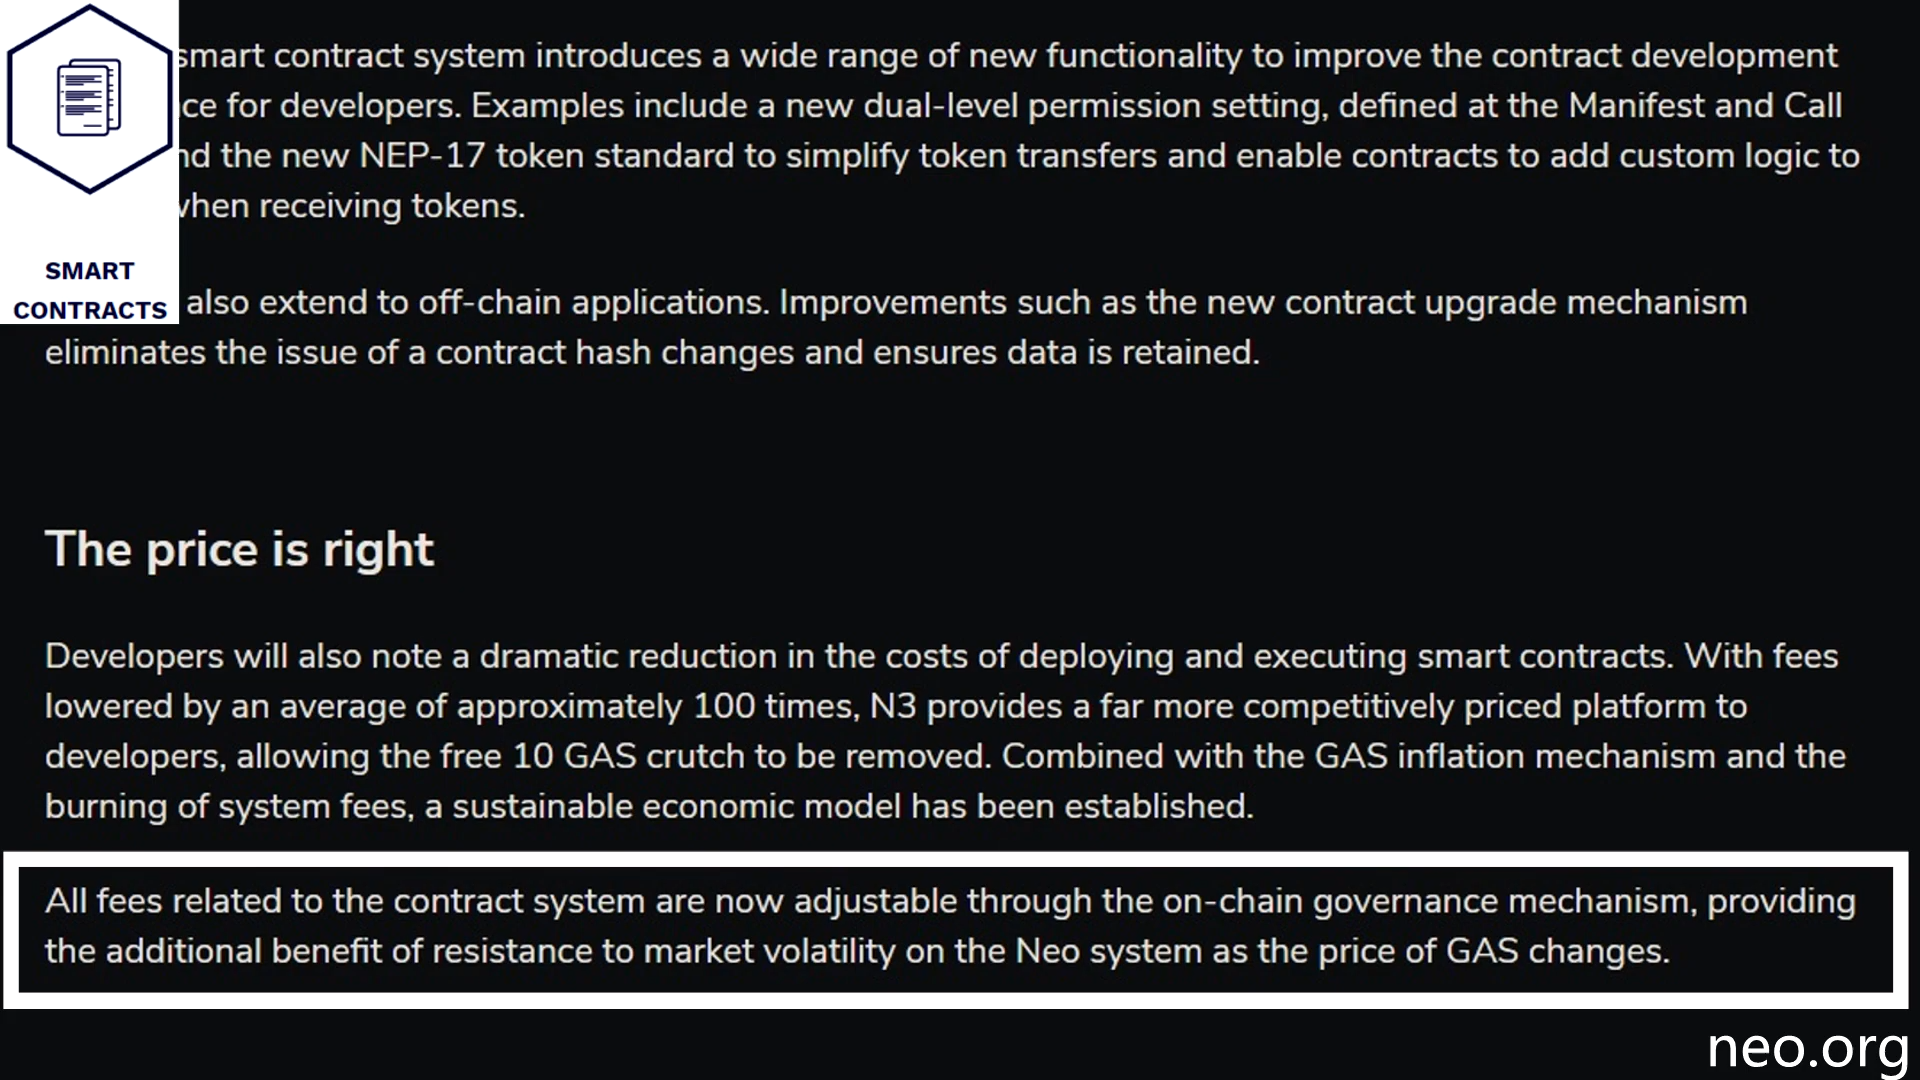 smart contract system introduces a wide range of new functionality to improve the contract development
ce for developers. Examples include a new dual-level permission setting, defined at the Manifest and Call
nd the new NEP-17 token standard to simplify token transfers and enable contracts to add custom logic to
when receiving tokens.
SMART
CONTRACTS
also extend to off-chain applications. Improvements such as the new contract upgrade mechanism
eliminates the issue of a contract hash changes and ensures data is retained.
The price is right
Developers will also note a dramatic reduction in the costs of deploying and executing smart contracts. With fees
lowered by an average of approximately 100 times, N3 provides a far more competitively priced platform to
developers, allowing the free 10 GAS crutch to be removed. Combined with the GAS inflation mechanism and the
burning of system fees, a sustainable economic model has been established.
All fees related to the contract system are now adjustable through the on-chain governance mechanism, providing
the additional benefit of resistance to market volatility on the Neo system as the price of GAS changes.
neo.org